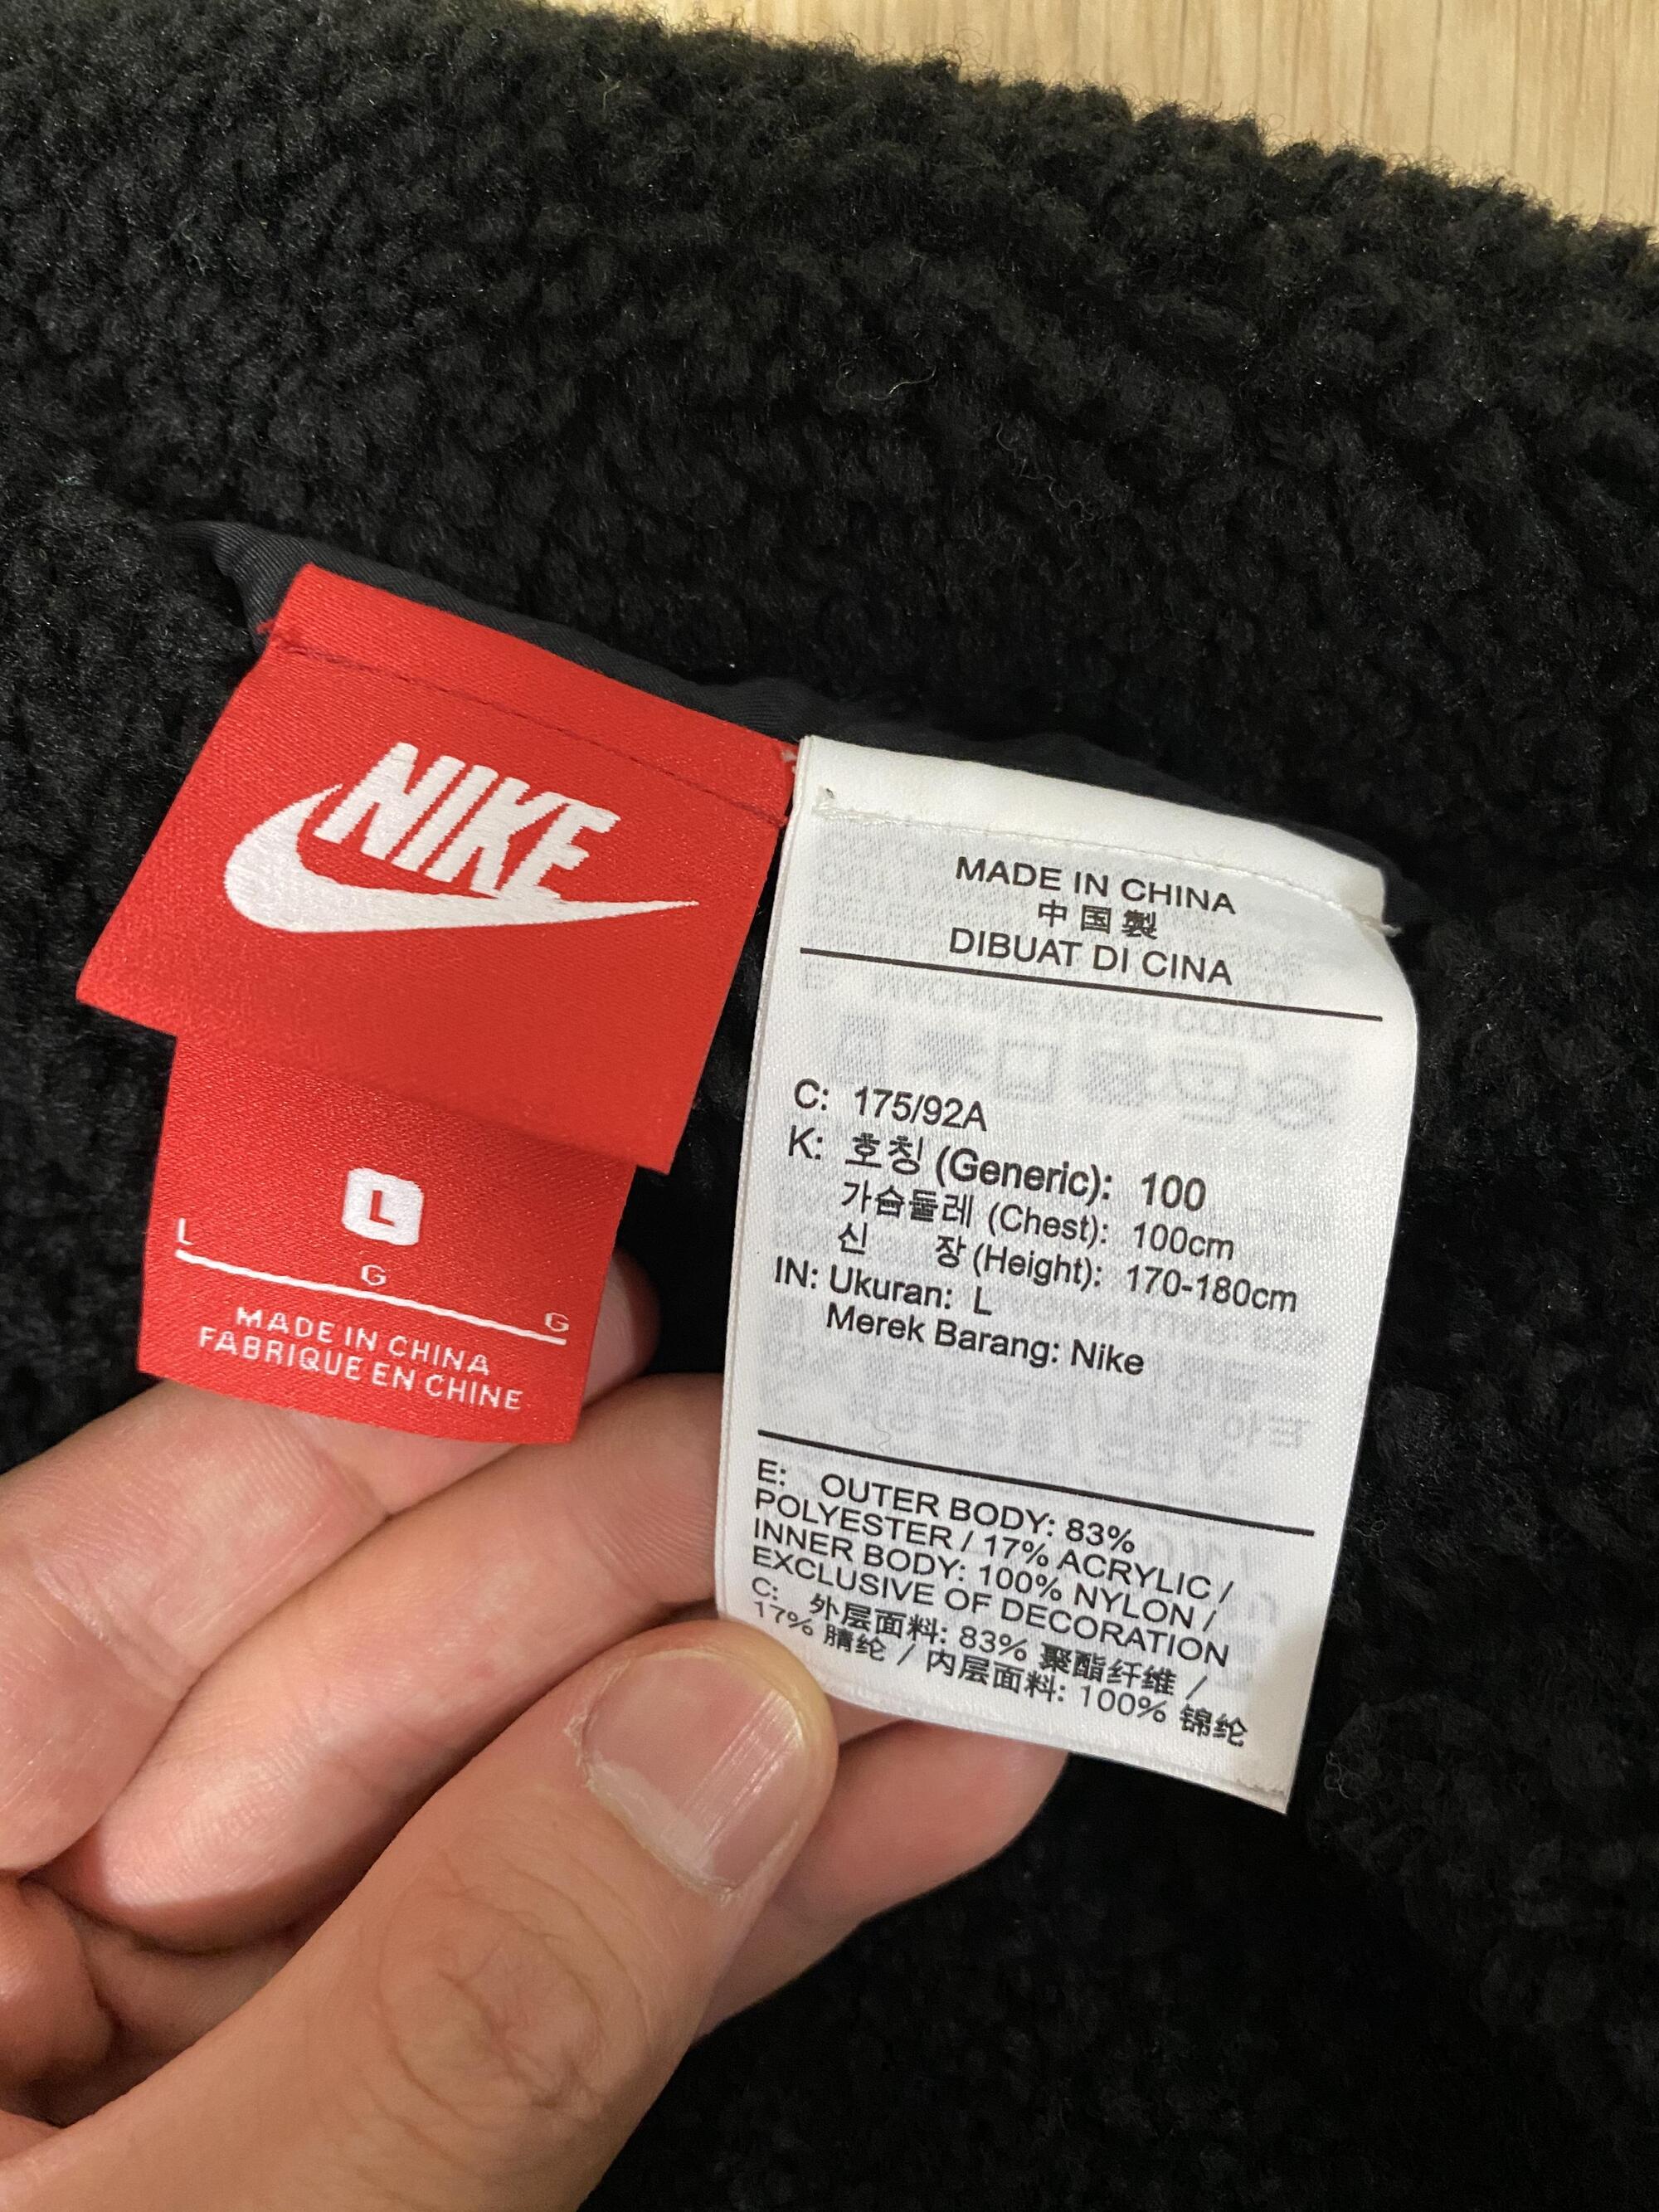 NIKE
L
L
G
G
MADE IN CHINA
FABRIQUE EN CHINE
MADE IN CHINA
中国製
DIBUAT DI CINA
C: 175/92A
K: 호칭 (Generic): 100
가슴둘레 (Chest): 100cm
신 장 (Height): 170-180cm
IN: Ukuran: L
Merek Barang: Nike
E: OUTER BODY: 83%
POLYESTER / 17% ACRYLIC /
INNER BODY: 100% NYLON /
EXCLUSIVE OF DECORATION
C: 外层面料: 83% 聚酯纤维 /
17% 腈纶 / 内层面料: 100% 锦纶